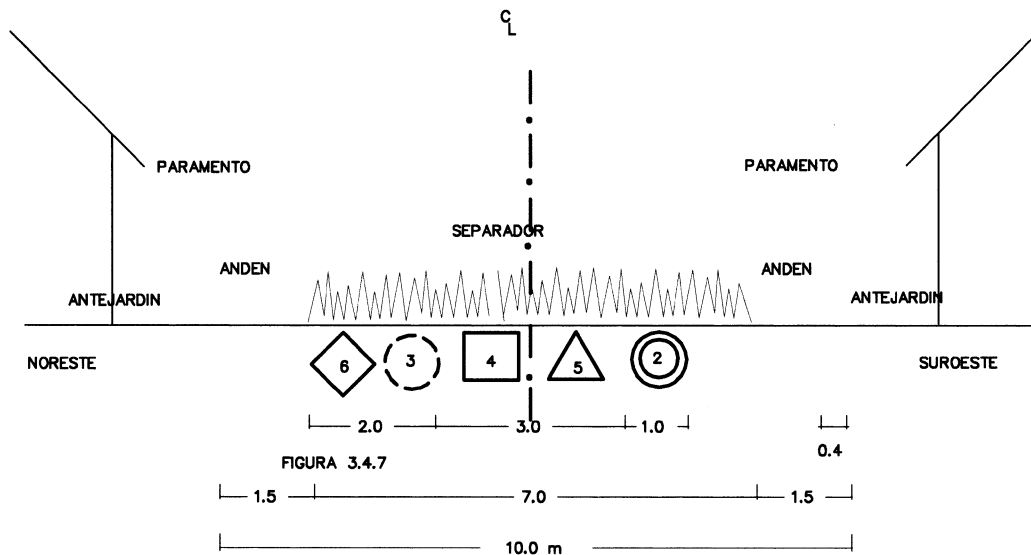 CL
PARAMENTO PARAMENTO
SEPARADOR
ANDEN ANDEN
ANTEJARDIN ANTEJARDIN
NORESTE 6 3 4 5 2 SUROESTE
2.0 3.0 1.0
0.4
FIGURA 3.4.7
1.5 7.0 1.5
10.0 m